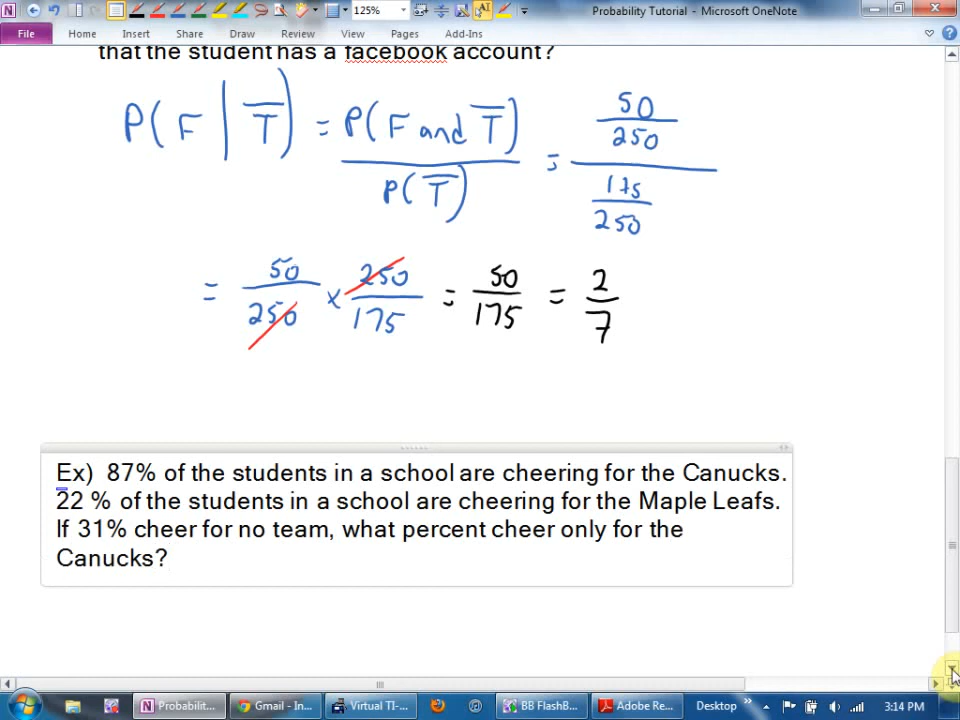 125%
Probability Tutorial - Microsoft OneNote
File Home Insert Share Draw Review View Pages Add-Ins
that the student has a facebook account?
P( F | T̅ ) = P( F and T̅ ) / P( T̅ ) = 50/250 / 175/250
= 50/250 x 250/175 = 50/175 = 2/7
Ex) 87% of the students in a school are cheering for the Canucks.
22 % of the students in a school are cheering for the Maple Leafs.
If 31% cheer for no team, what percent cheer only for the
Canucks?
Probabilit... Gmail - In... Virtual TI-... BB FlashB... Adobe Re... Desktop » 3:14 PM